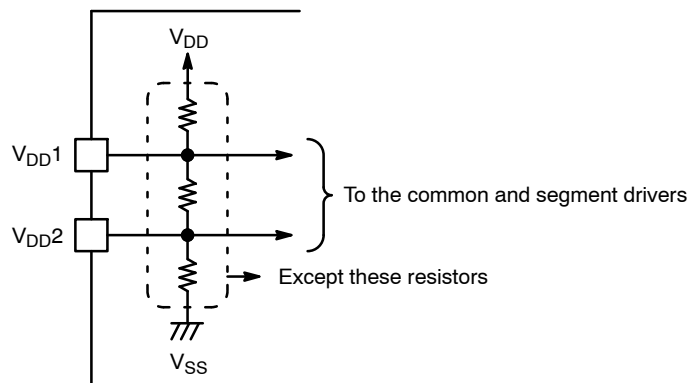 VDD
VDD1
To the common and segment drivers
VDD2
Except these resistors
VSS